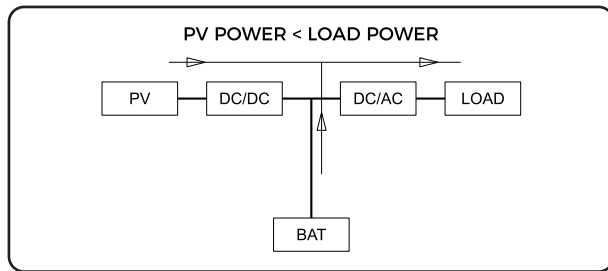 PV POWER < LOAD POWER
PV DC/DC DC/AC LOAD
BAT